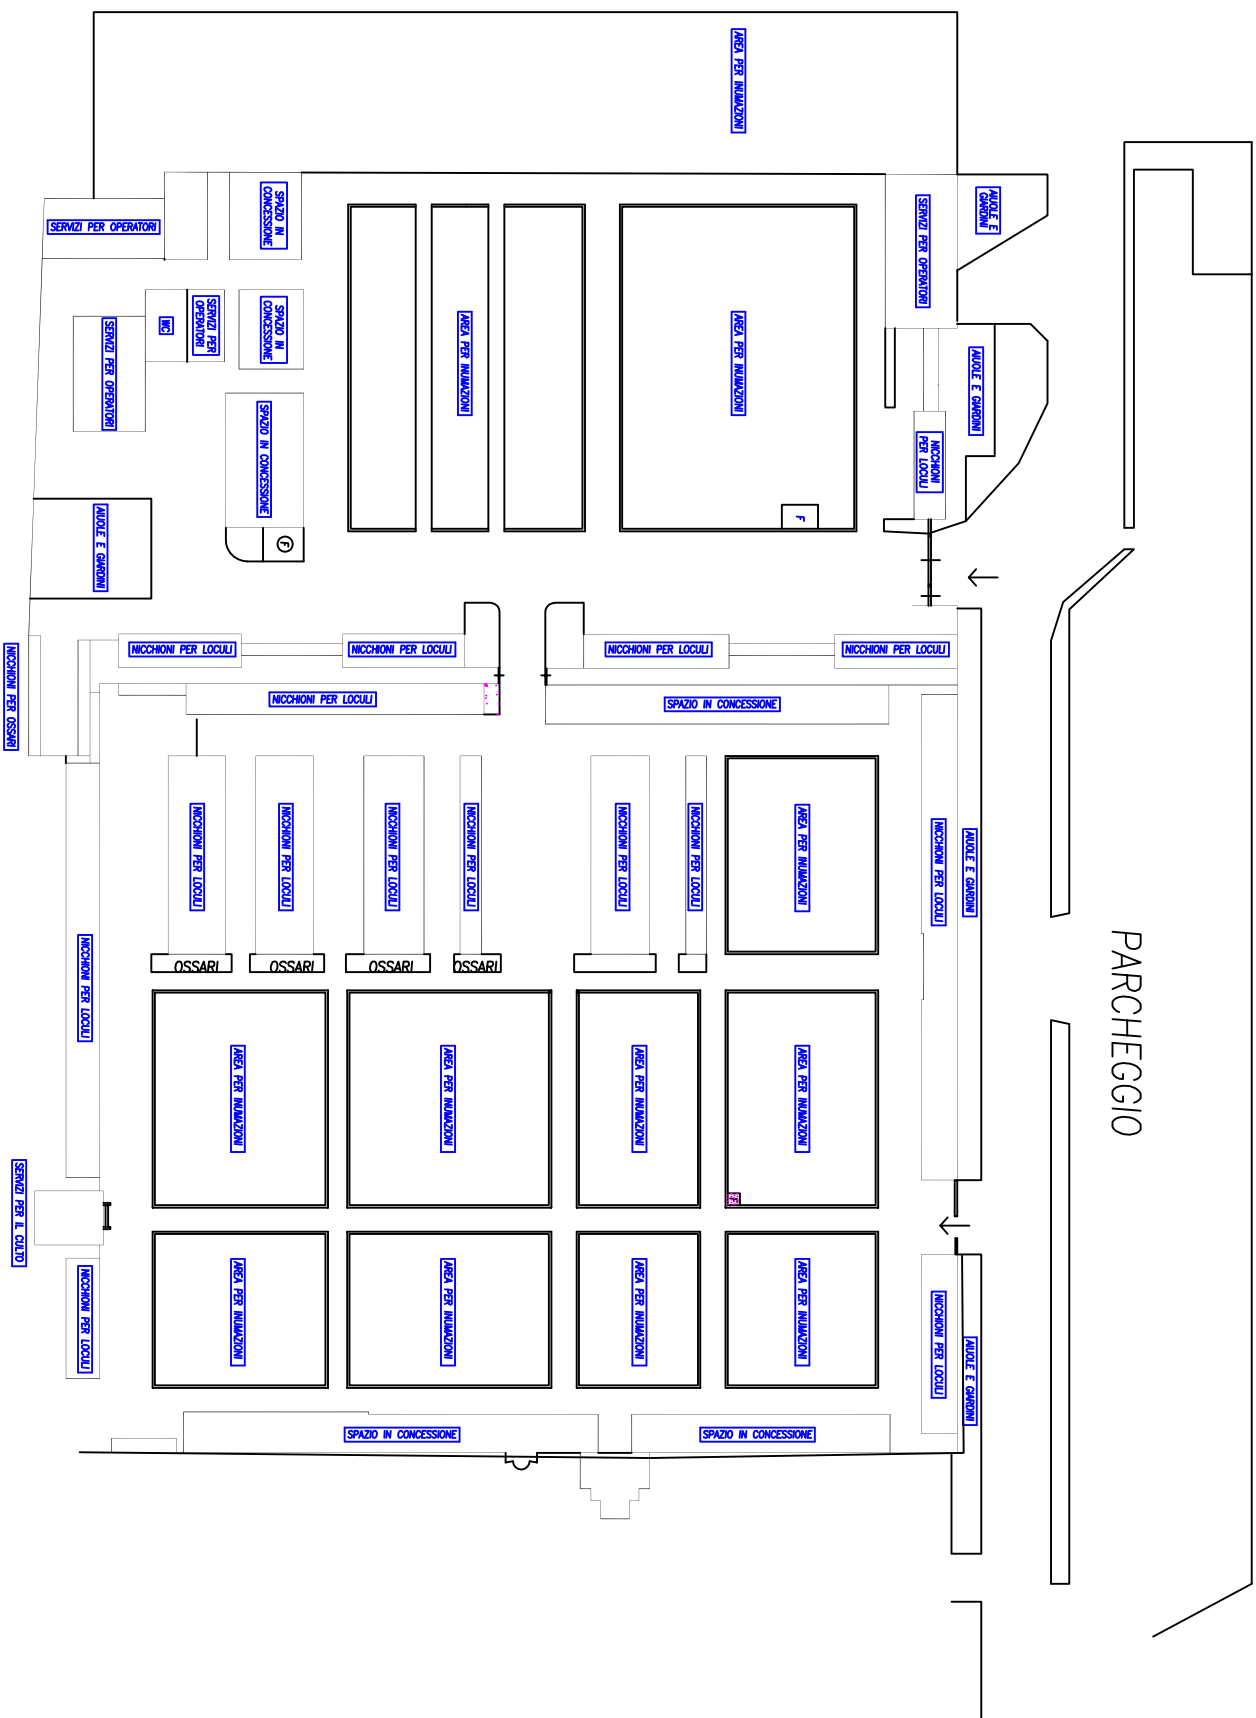 AREA PER INUMAZIONI
SERVIZI PER OPERATORI
SPAZIO IN
CONCESSIONE
SERVIZI PER OPERATORI
AIUOLE E
GIARDINI
SERVIZI PER OPERATORI
WC
SERVIZI PER
OPERATORI
SPAZIO IN
CONCESSIONE
AREA PER INUMAZIONI
AREA PER INUMAZIONI
AIUOLE E GIARDINI
SPAZIO IN CONCESSIONE
NICCHIONI
PER LOCULI
F
F
AIUOLE E GIARDINI
NICCHIONI PER OSSARI
NICCHIONI PER LOCULI
NICCHIONI PER LOCULI
NICCHIONI PER LOCULI
NICCHIONI PER LOCULI
NICCHIONI PER LOCULI
SPAZIO IN CONCESSIONE
NICCHIONI PER LOCULI
NICCHIONI PER LOCULI
NICCHIONI PER LOCULI
NICCHIONI PER LOCULI
NICCHIONI PER LOCULI
NICCHIONI PER LOCULI
AREA PER INUMAZIONI
NICCHIONI PER LOCULI
AIUOLE E GIARDINI
PARCHEGGIO
OSSARI
OSSARI
OSSARI
OSSARI
NICCHIONI PER LOCULI
AREA PER INUMAZIONI
AREA PER INUMAZIONI
AREA PER INUMAZIONI
AREA PER INUMAZIONI
SERVIZI PER IL CULTO
NICCHIONI PER LOCULI
AREA PER INUMAZIONI
AREA PER INUMAZIONI
AREA PER INUMAZIONI
AREA PER INUMAZIONI
NICCHIONI PER LOCULI
AIUOLE E GIARDINI
SPAZIO IN CONCESSIONE
SPAZIO IN CONCESSIONE